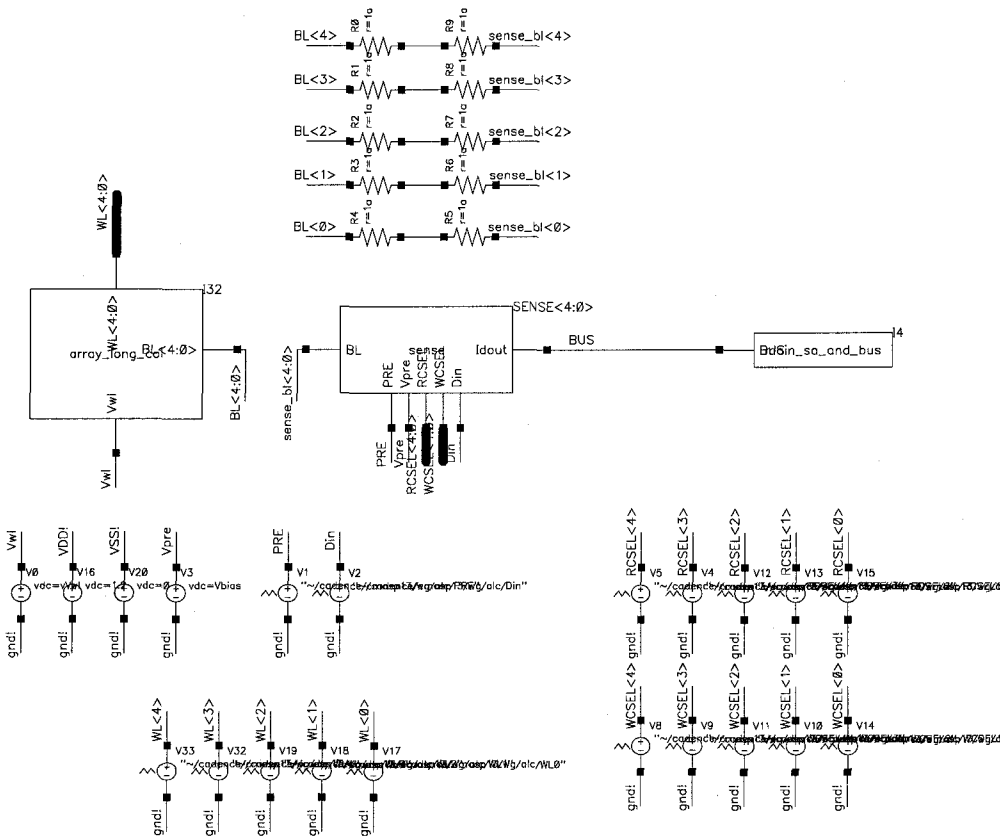 R0 r=1a R9 r=1a
BL<4> sense_bl<4>
R1 r=1a R8 r=1a
BL<3> sense_bl<3>
R2 r=1a R7 r=1a
BL<2> sense_bl<2>
R3 r=1a R6 r=1a
BL<1> sense_bl<1>
R4 r=1a R5 r=1a
BL<0> sense_bl<0>
WL<4:0>
I32
WL<4:0>
array_long_col
BL<4:0>
Vwl
BL<4:0>
Vwl
SENSE<4:0>
BL sense Idout
PRE Vpre RCSEL WCSEL Din
sense_bl<4:0>
PRE Vpre RCSEL<4:0> WCSEL<4:0> Din
BUS
I4
BUS
Vwl VDD! VSS! Vpre PRE Din
V0 V16 V20 V3 V1 V2
vdc=0 vdc=Vbias
gnd! gnd! gnd! gnd! gnd! gnd!
RCSEL<4> RCSEL<3> RCSEL<2> RCSEL<1> RCSEL<0>
V5 V4 V12 V13 V15
gnd! gnd! gnd! gnd! gnd!
WCSEL<4> WCSEL<3> WCSEL<2> WCSEL<1> WCSEL<0>
V8 V9 V11 V10 V14
gnd! gnd! gnd! gnd! gnd!
WL<4> WL<3> WL<2> WL<1> WL<0>
V33 V32 V19 V18 V17
gnd! gnd! gnd! gnd! gnd!